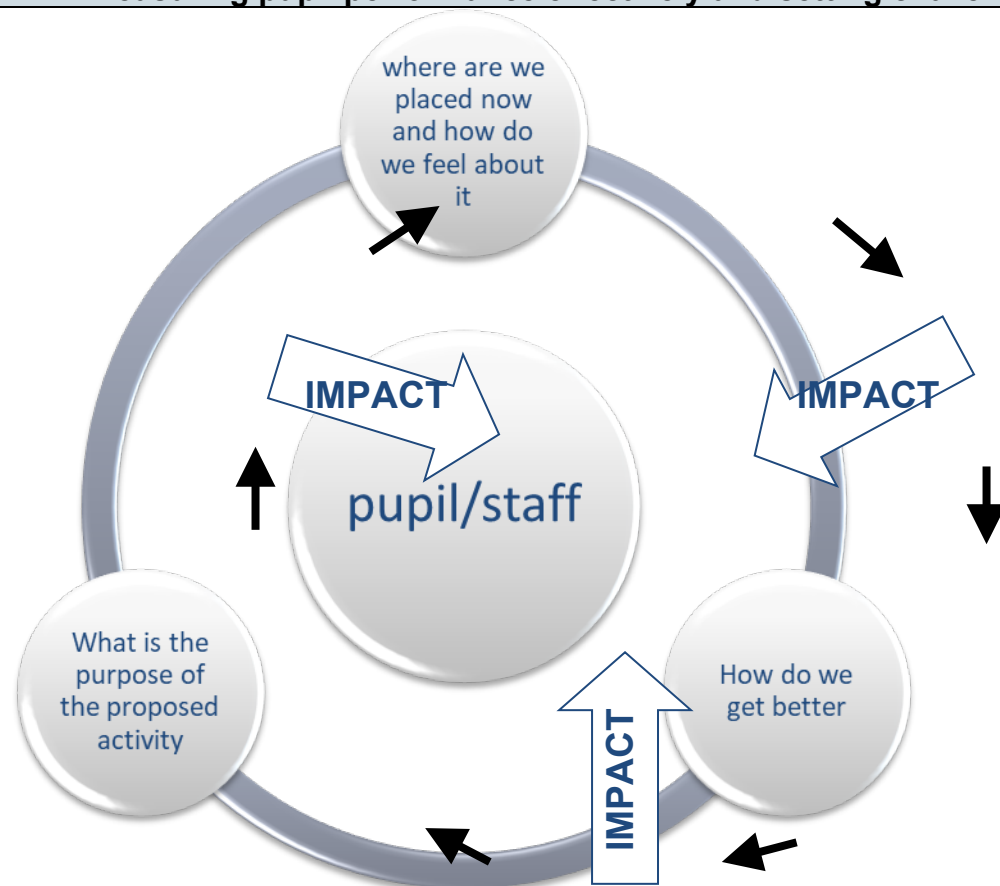 where are we
placed now
and how do
we feel about
it
IMPACT
IMPACT
pupil/staff
What is the
purpose of
the proposed
activity
How do we
get better
IMPACT